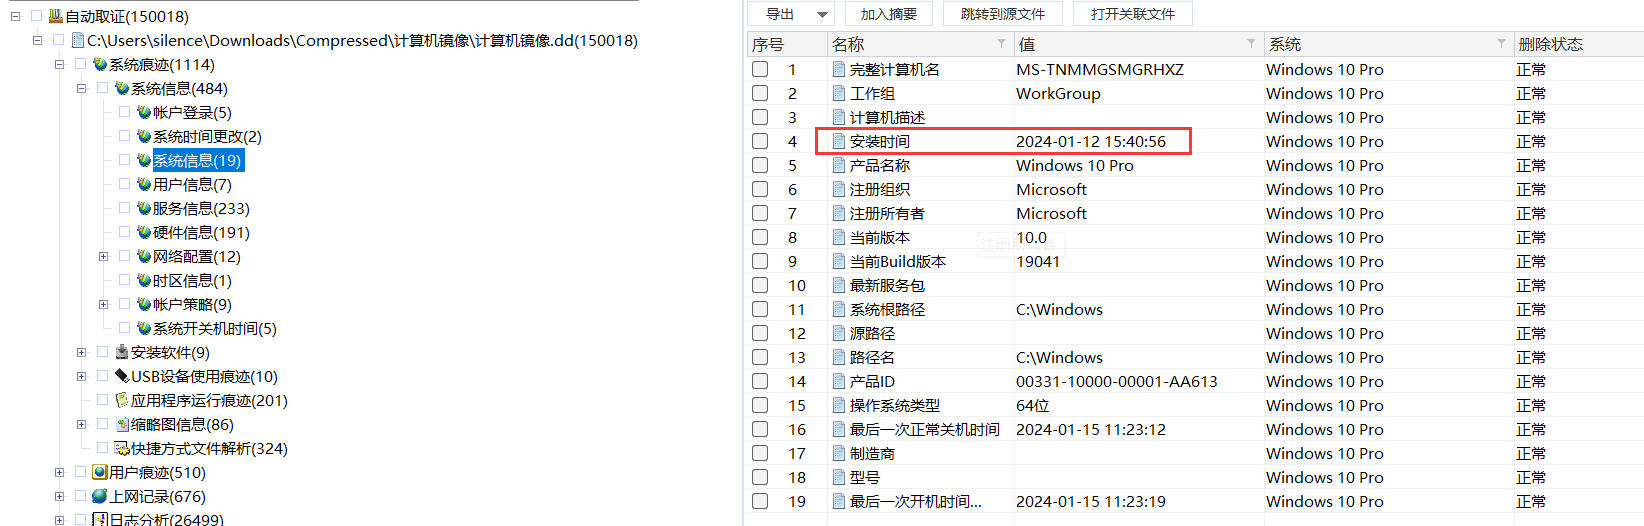 自动取证(150018)
C:\Users\silence\Downloads\Compressed\计算机镜像\计算机镜像.dd(150018)
系统痕迹(1114)
系统信息(484)
帐户登录(5)
系统时间更改(2)
系统信息(19)
用户信息(7)
服务信息(233)
硬件信息(191)
网络配置(12)
时区信息(1)
帐户策略(9)
系统开关机时间(5)
安装软件(9)
USB设备使用痕迹(10)
应用程序运行痕迹(201)
缩略图信息(86)
快捷方式文件解析(324)
用户痕迹(510)
上网记录(676)
日志分析(26499)
导出 加入摘要 跳转到源文件 打开关联文件
序号 名称 值 系统 删除状态
1 完整计算机名 MS-TNMMGSMGRHXZ Windows 10 Pro 正常
2 工作组 WorkGroup Windows 10 Pro 正常
3 计算机描述 Windows 10 Pro 正常
4 安装时间 2024-01-12 15:40:56 Windows 10 Pro 正常
5 产品名称 Windows 10 Pro Windows 10 Pro 正常
6 注册组织 Microsoft Windows 10 Pro 正常
7 注册所有者 Microsoft Windows 10 Pro 正常
8 当前版本 10.0 Windows 10 Pro 正常
9 当前Build版本 19041 Windows 10 Pro 正常
10 最新服务包 Windows 10 Pro 正常
11 系统根路径 C:\Windows Windows 10 Pro 正常
12 源路径 Windows 10 Pro 正常
13 路径名 C:\Windows Windows 10 Pro 正常
14 产品ID 00331-10000-00001-AA613 Windows 10 Pro 正常
15 操作系统类型 64位 Windows 10 Pro 正常
16 最后一次正常关机时间 2024-01-15 11:23:12 Windows 10 Pro 正常
17 制造商 Windows 10 Pro 正常
18 型号 Windows 10 Pro 正常
19 最后一次开机时间... 2024-01-15 11:23:19 Windows 10 Pro 正常